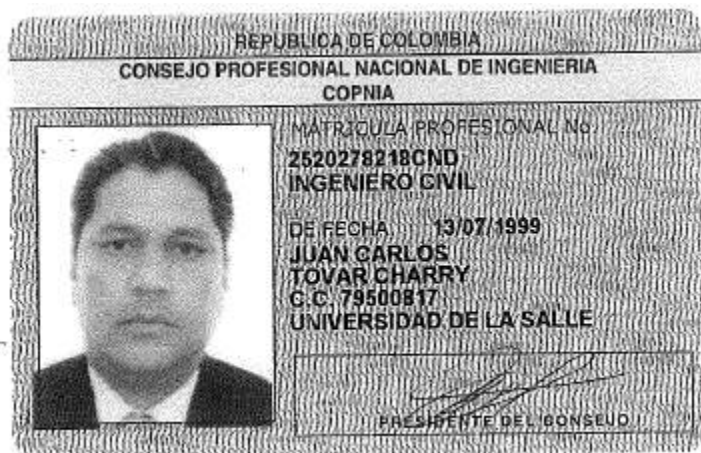 REPUBLICA DE COLOMBIA
CONSEJO PROFESIONAL NACIONAL DE INGENIERIA
COPNIA
MATRICULA PROFESIONAL No
2520278218CND
INGENIERO CIVIL
DE FECHA 13/07/1999
JUAN CARLOS
TOVAR CHARRY
C.C. 79500817
UNIVERSIDAD DE LA SALLE
PRESIDENTE DEL CONSEJO